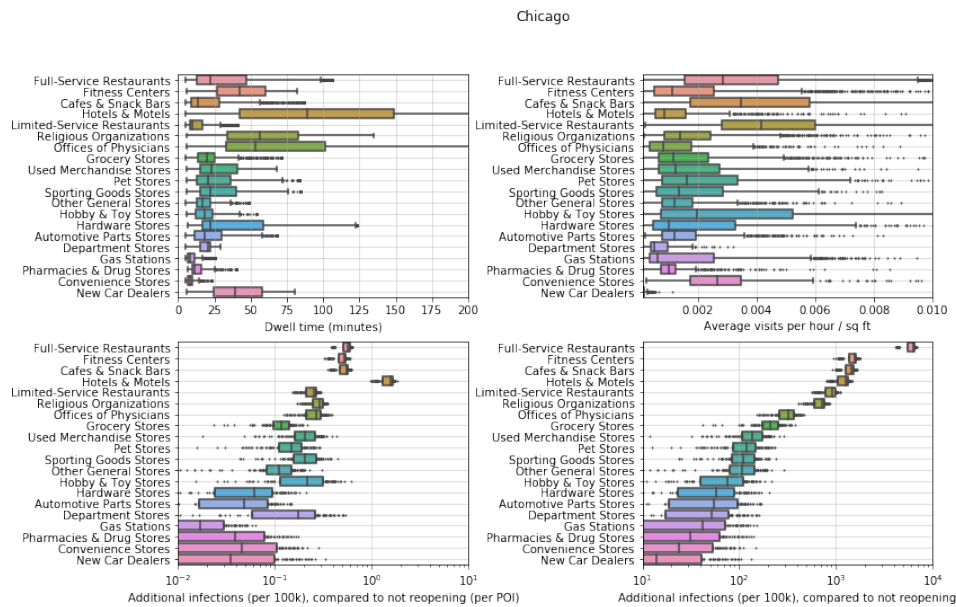 Chicago
Full-Service Restaurants
Fitness Centers
Cafes & Snack Bars
Hotels & Motels
Limited-Service Restaurants
Religious Organizations
Offices of Physicians
Grocery Stores
Used Merchandise Stores
Pet Stores
Sporting Goods Stores
Other General Stores
Hobby & Toy Stores
Hardware Stores
Automotive Parts Stores
Department Stores
Gas Stations
Pharmacies & Drug Stores
Convenience Stores
New Car Dealers
0 25 50 75 100 125 150 175 200
Dwell time (minutes)
Full-Service Restaurants
Fitness Centers
Cafes & Snack Bars
Hotels & Motels
Limited-Service Restaurants
Religious Organizations
Offices of Physicians
Grocery Stores
Used Merchandise Stores
Pet Stores
Sporting Goods Stores
Other General Stores
Hobby & Toy Stores
Hardware Stores
Automotive Parts Stores
Department Stores
Gas Stations
Pharmacies & Drug Stores
Convenience Stores
New Car Dealers
0.002 0.004 0.006 0.008 0.010
Average visits per hour / sq ft
Full-Service Restaurants
Fitness Centers
Cafes & Snack Bars
Hotels & Motels
Limited-Service Restaurants
Religious Organizations
Offices of Physicians
Grocery Stores
Used Merchandise Stores
Pet Stores
Sporting Goods Stores
Other General Stores
Hobby & Toy Stores
Hardware Stores
Automotive Parts Stores
Department Stores
Gas Stations
Pharmacies & Drug Stores
Convenience Stores
New Car Dealers
10⁻² 10⁻¹ 10⁰ 10¹
Additional infections (per 100k), compared to not reopening (per POI)
Full-Service Restaurants
Fitness Centers
Cafes & Snack Bars
Hotels & Motels
Limited-Service Restaurants
Religious Organizations
Offices of Physicians
Grocery Stores
Used Merchandise Stores
Pet Stores
Sporting Goods Stores
Other General Stores
Hobby & Toy Stores
Hardware Stores
Automotive Parts Stores
Department Stores
Gas Stations
Pharmacies & Drug Stores
Convenience Stores
New Car Dealers
10¹ 10² 10³ 10⁴
Additional infections (per 100k), compared to not reopening